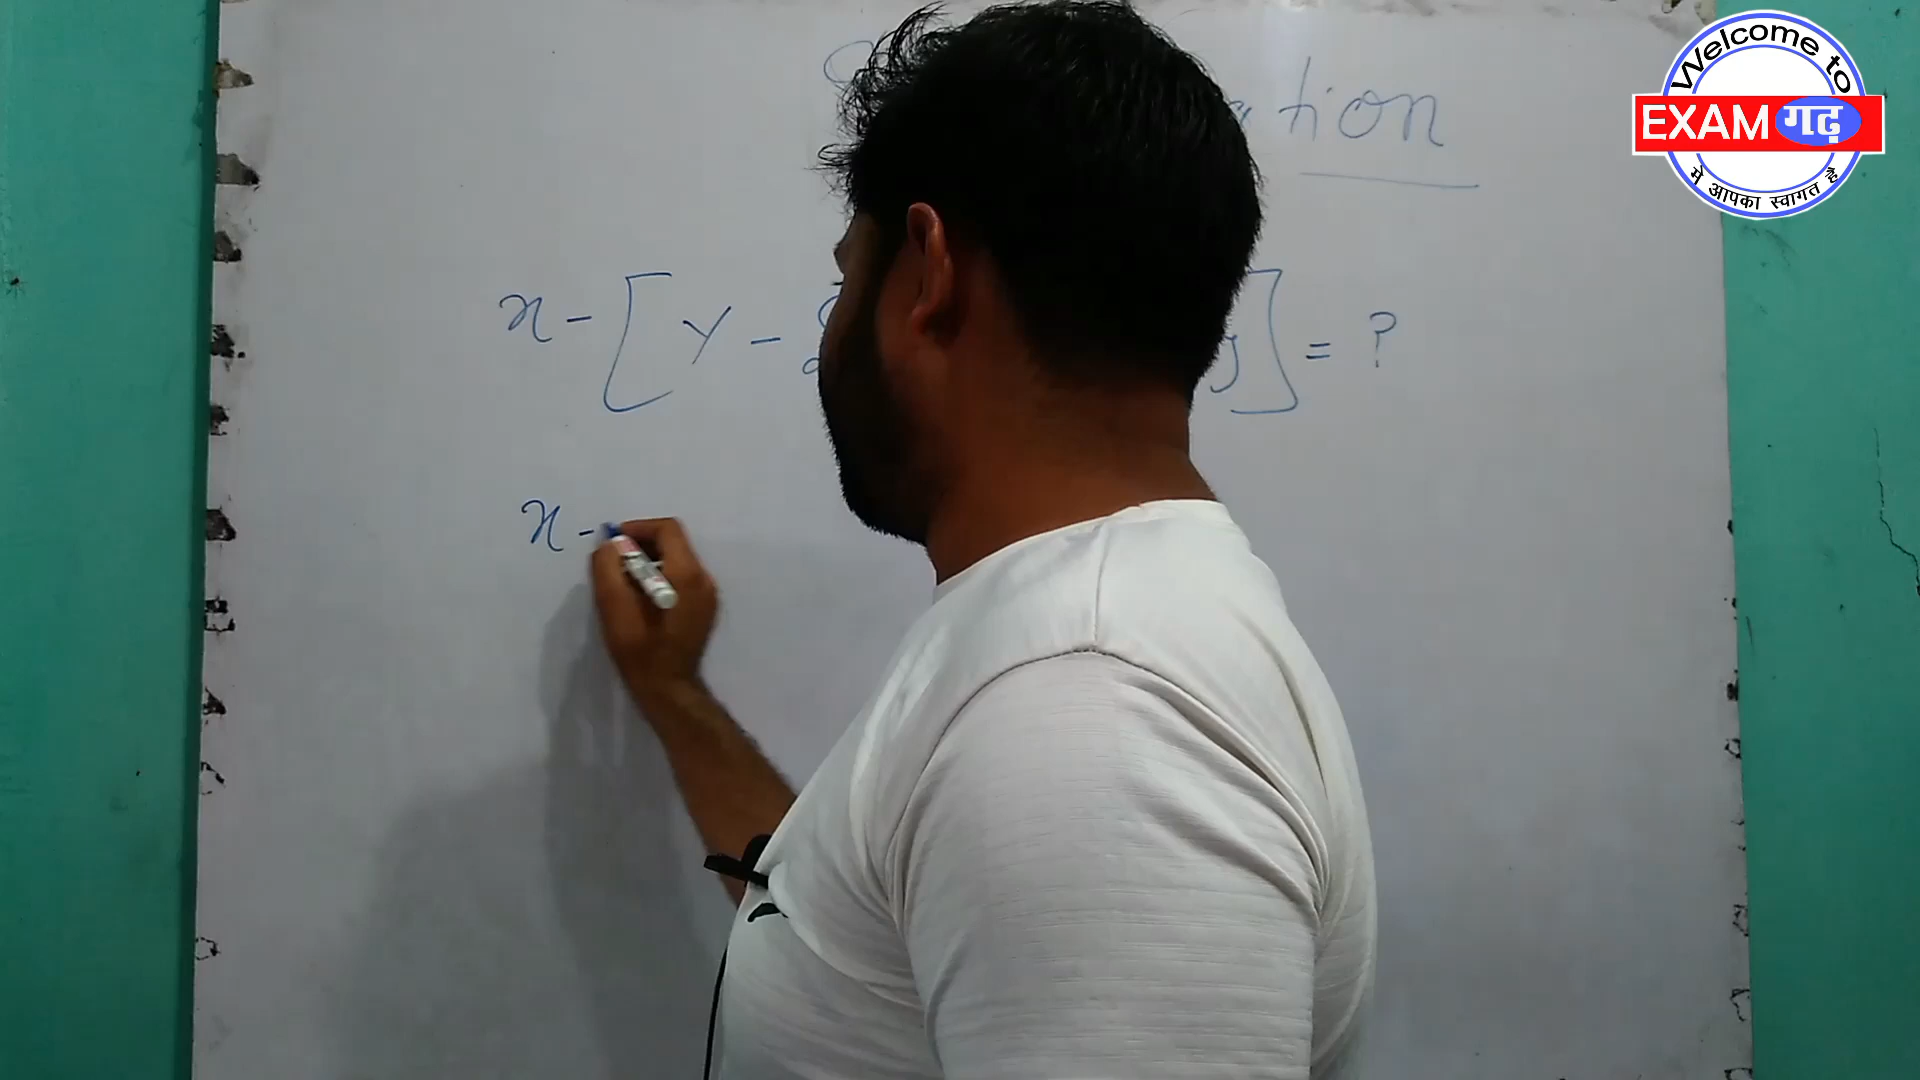 Welcome to
EXAM गढ़
मे आपका स्वागत है
tion
x - [ y - ] = ?
x -